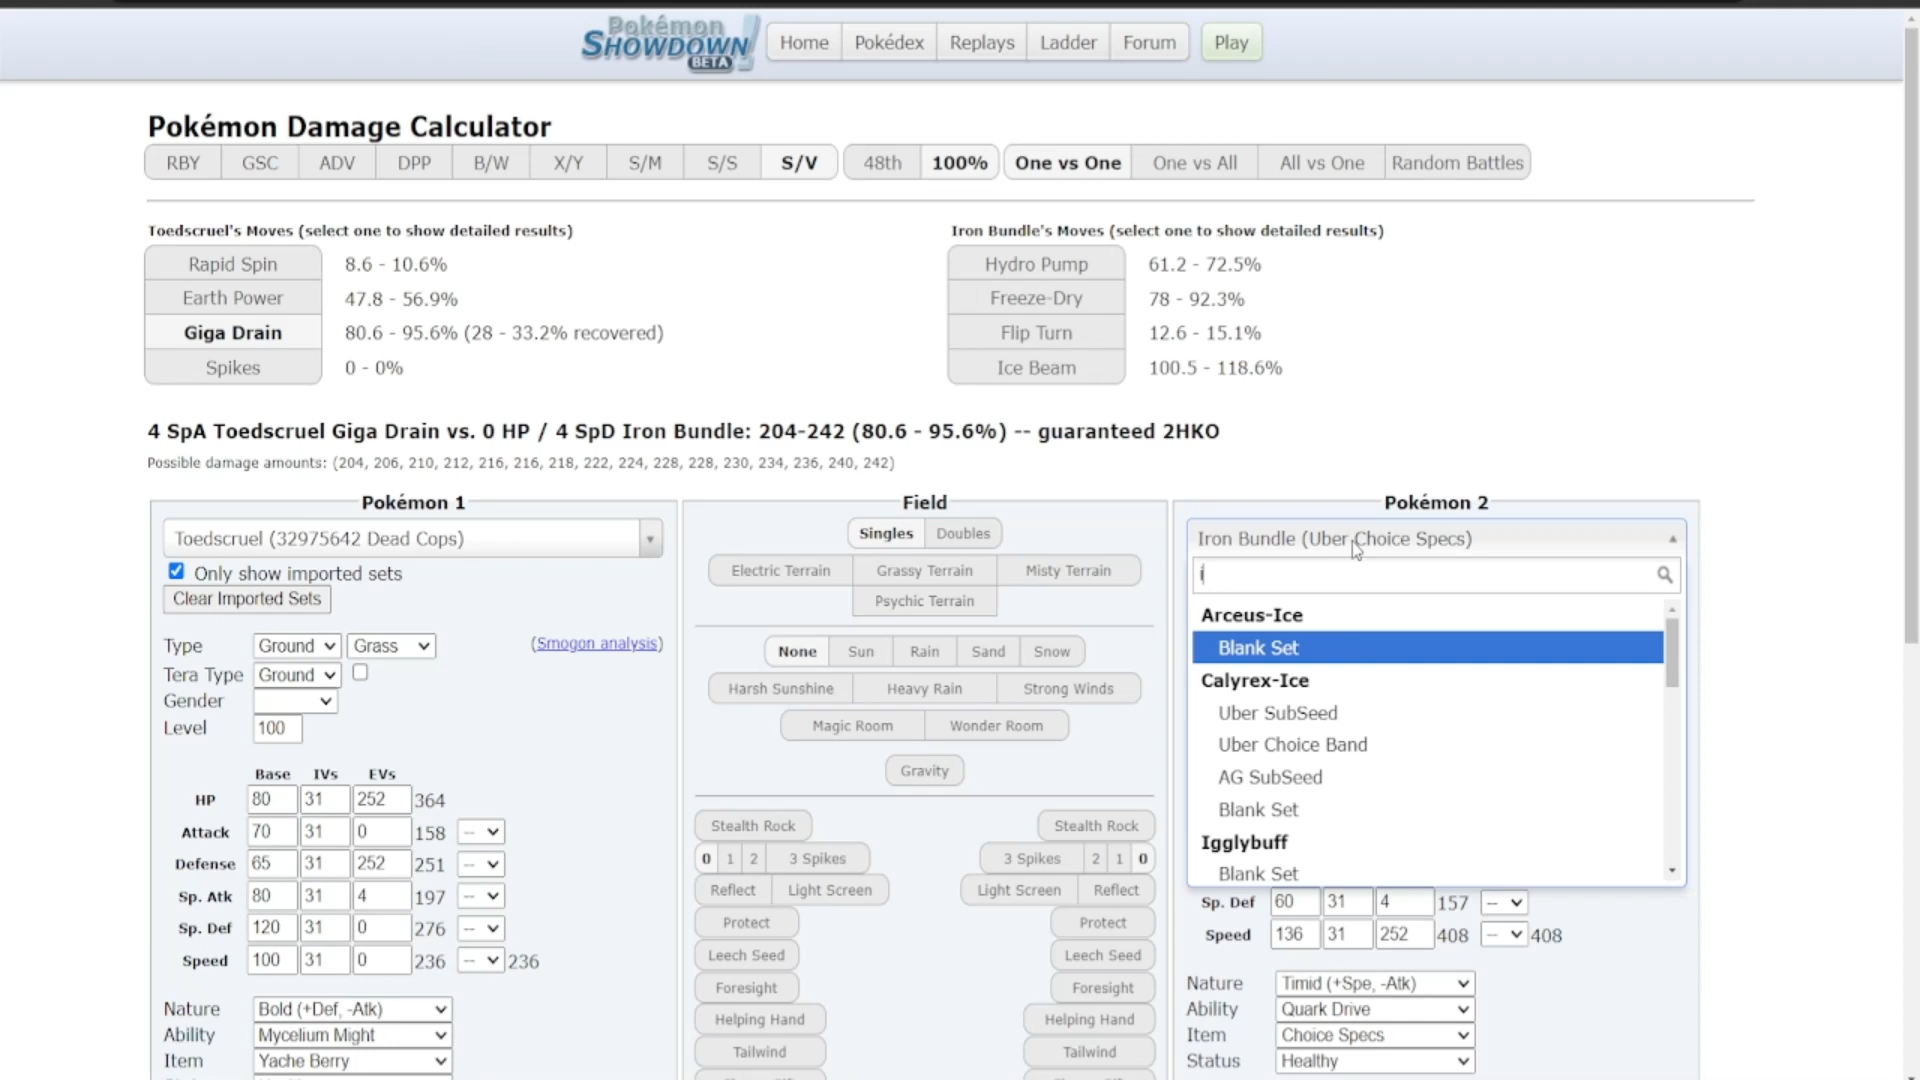 Pokémon SHOWDOWN! BETA
Home Pokédex Replays Ladder Forum Play
Pokémon Damage Calculator
RBY GSC ADV DPP B/W X/Y S/M S/S S/V 48th 100% One vs One One vs All All vs One Random Battles
Toedscruel's Moves (select one to show detailed results)
Rapid Spin 8.6 - 10.6%
Earth Power 47.8 - 56.9%
Giga Drain 80.6 - 95.6% (28 - 33.2% recovered)
Spikes 0 - 0%
Iron Bundle's Moves (select one to show detailed results)
Hydro Pump 61.2 - 72.5%
Freeze-Dry 78 - 92.3%
Flip Turn 12.6 - 15.1%
Ice Beam 100.5 - 118.6%
4 SpA Toedscruel Giga Drain vs. 0 HP / 4 SpD Iron Bundle: 204-242 (80.6 - 95.6%) -- guaranteed 2HKO
Possible damage amounts: (204, 206, 210, 212, 216, 216, 218, 222, 224, 228, 228, 230, 234, 236, 240, 242)
Pokémon 1
Toedscruel (32975642 Dead Cops)
Only show imported sets
Clear Imported Sets
Type Ground Grass (Smogon analysis)
Tera Type Ground
Gender
Level 100
Base IVs EVs
HP 80 31 252 364
Attack 70 31 0 158 --
Defense 65 31 252 251 --
Sp. Atk 80 31 4 197 --
Sp. Def 120 31 0 276 --
Speed 100 31 0 236 -- 236
Nature Bold (+Def, -Atk)
Ability Mycelium Might
Item Yache Berry
Field
Singles Doubles
Electric Terrain Grassy Terrain Misty Terrain
Psychic Terrain
None Sun Rain Sand Snow
Harsh Sunshine Heavy Rain Strong Winds
Magic Room Wonder Room
Gravity
Stealth Rock Stealth Rock
0 1 2 3 Spikes 3 Spikes 2 1 0
Reflect Light Screen Light Screen Reflect
Protect Protect
Leech Seed Leech Seed
Foresight Foresight
Helping Hand Helping Hand
Tailwind Tailwind
Pokémon 2
Iron Bundle (Uber Choice Specs)
i
Arceus-Ice
Blank Set
Calyrex-Ice
Uber SubSeed
Uber Choice Band
AG SubSeed
Blank Set
Igglybuff
Blank Set
Sp. Def 60 31 4 157 --
Speed 136 31 252 408 -- 408
Nature Timid (+Spe, -Atk)
Ability Quark Drive
Item Choice Specs
Status Healthy